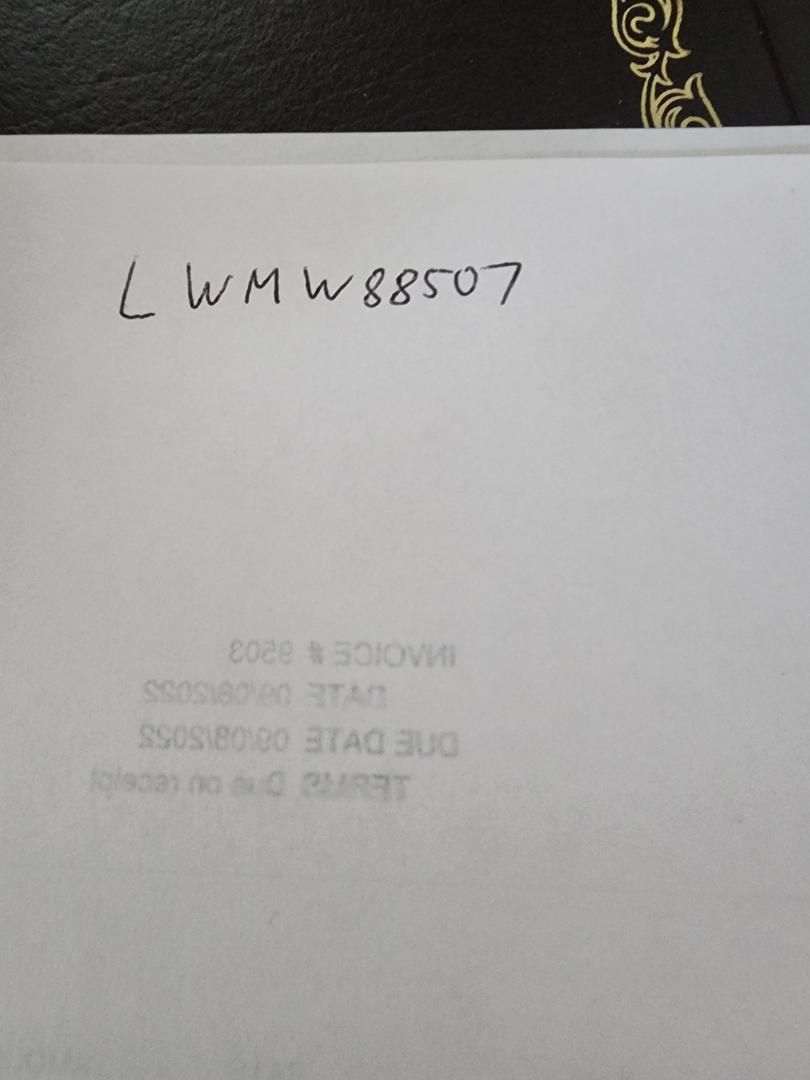 LWMW88507
INVOICE # 9503
DATE 09/08/2022
DUE DATE 09/08/2022
TERMS Due on receipt